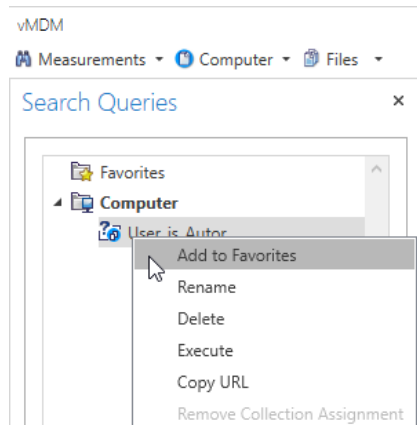 vMDM
Measurements Computer Files
Search Queries
Favorites
Computer
User is Autor
Add to Favorites
Rename
Delete
Execute
Copy URL
Remove Collection Assignment